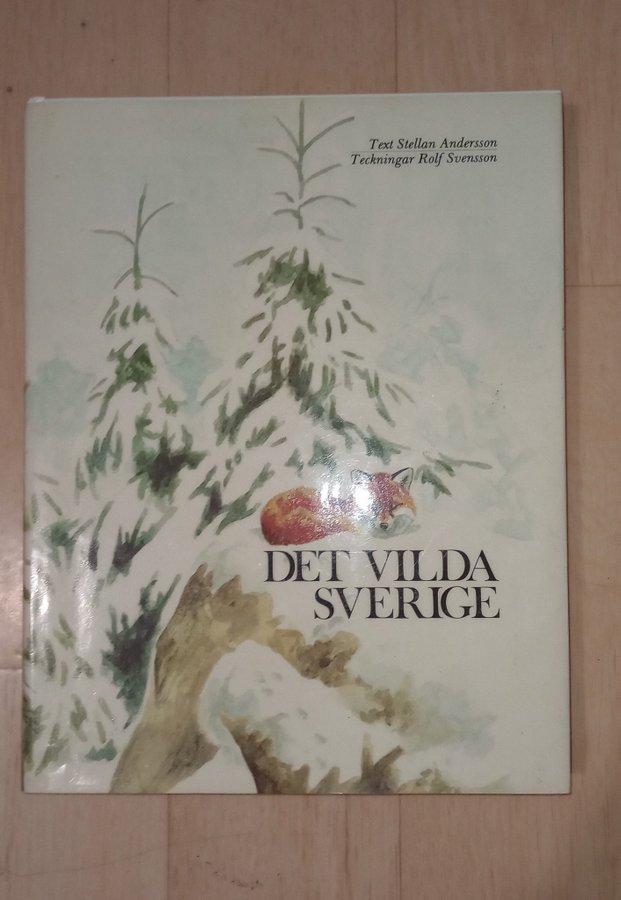 Text Stellan Andersson
Teckningar Rolf Svensson
DET VILDA
SVERIGE